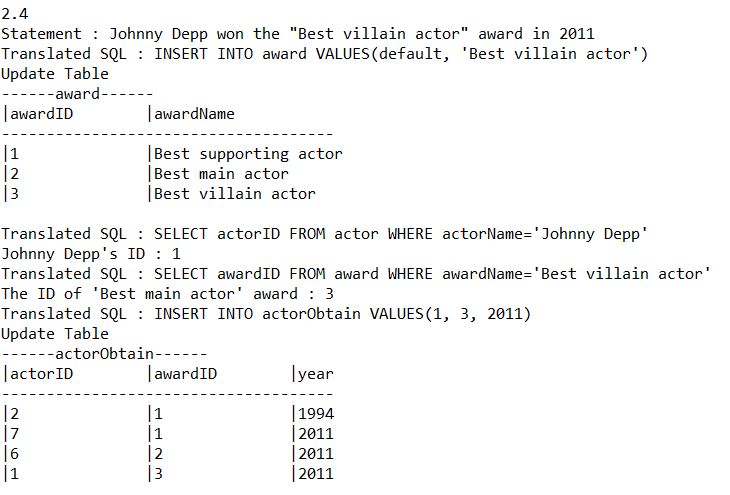 2.4
Statement : Johnny Depp won the "Best villain actor" award in 2011
Translated SQL : INSERT INTO award VALUES(default, 'Best villain actor')
Update Table
------award------
|awardID        |awardName
-------------------------------------
|1              |Best supporting actor
|2              |Best main actor
|3              |Best villain actor

Translated SQL : SELECT actorID FROM actor WHERE actorName='Johnny Depp'
Johnny Depp's ID : 1
Translated SQL : SELECT awardID FROM award WHERE awardName='Best villain actor'
The ID of 'Best main actor' award : 3
Translated SQL : INSERT INTO actorObtain VALUES(1, 3, 2011)
Update Table
------actorObtain------
|actorID        |awardID        |year
-------------------------------------
|2              |1              |1994
|7              |1              |2011
|6              |2              |2011
|1              |3              |2011